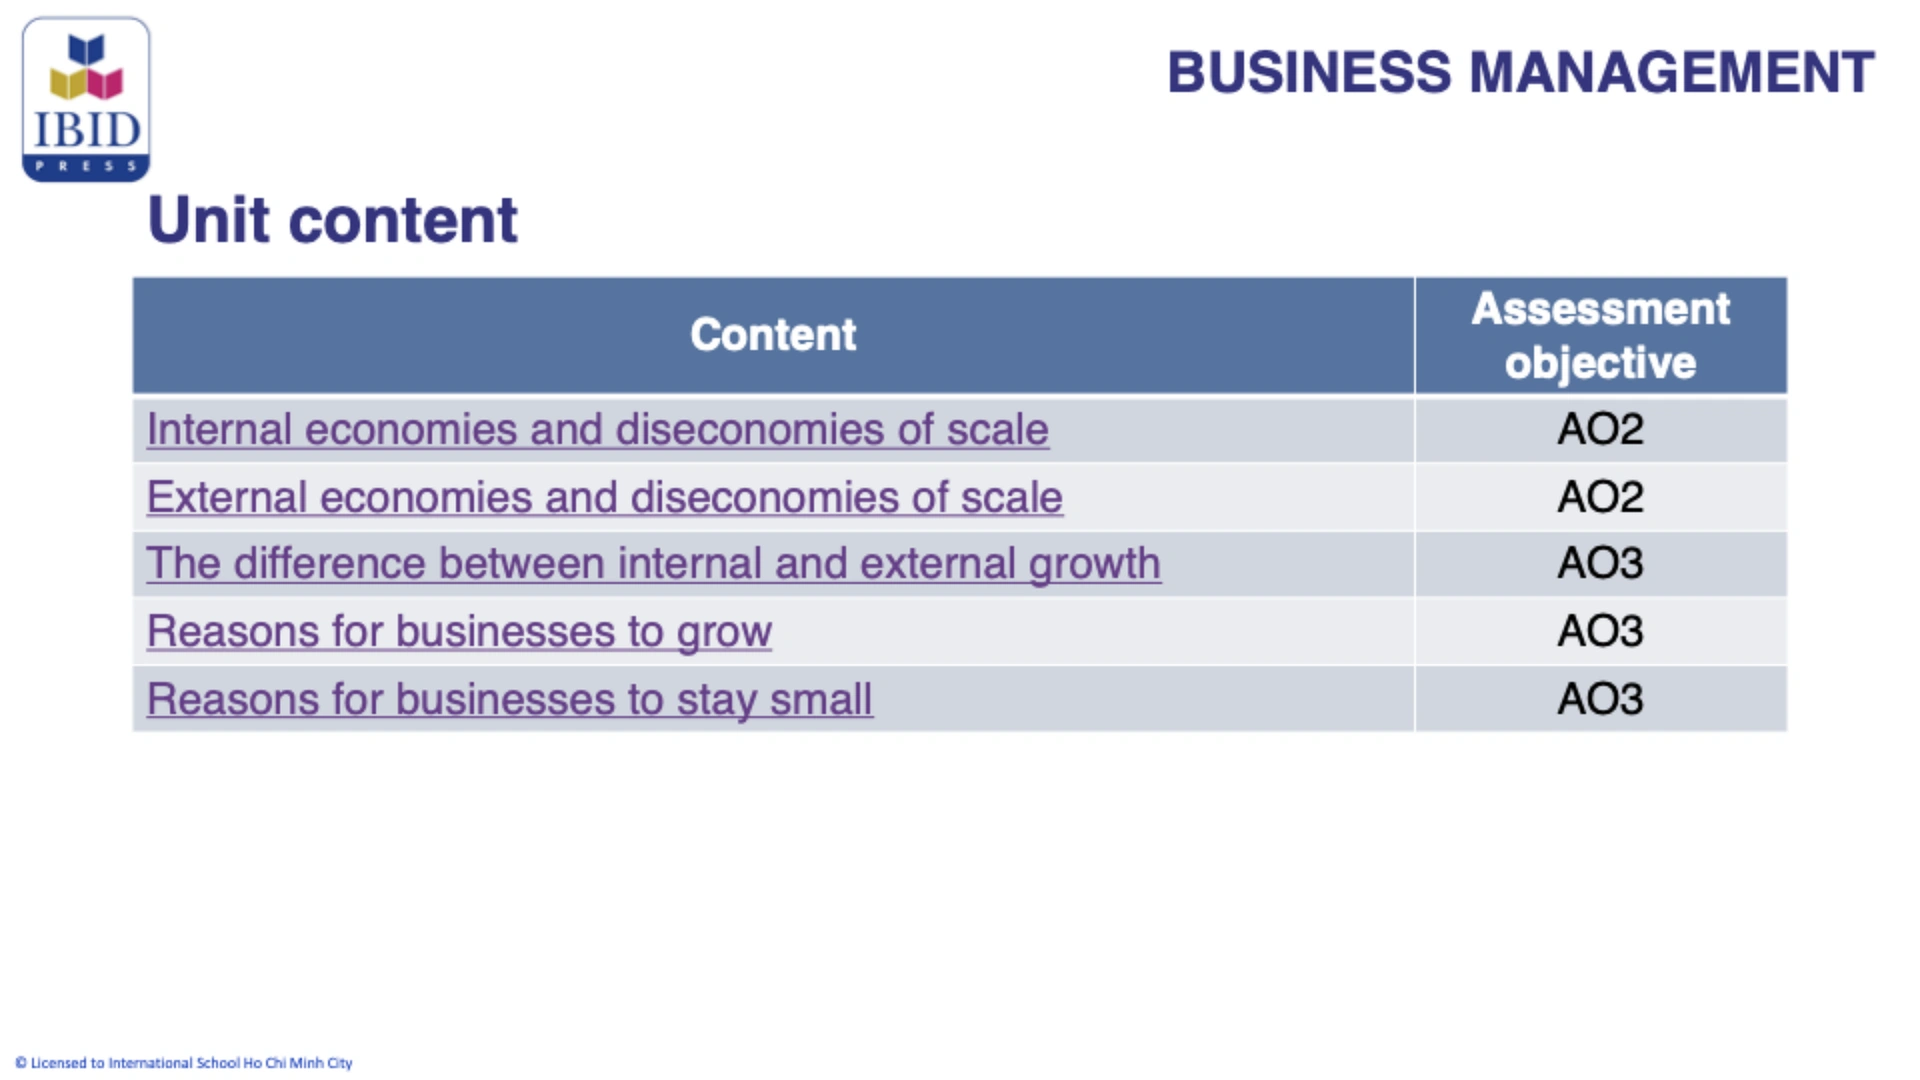 IBID
PRESS
BUSINESS MANAGEMENT
Unit content
Content
Assessment
objective
Internal economies and diseconomies of scale
AO2
External economies and diseconomies of scale
AO2
The difference between internal and external growth
AO3
Reasons for businesses to grow
AO3
Reasons for businesses to stay small
AO3
© Licensed to International School Ho Chi Minh City